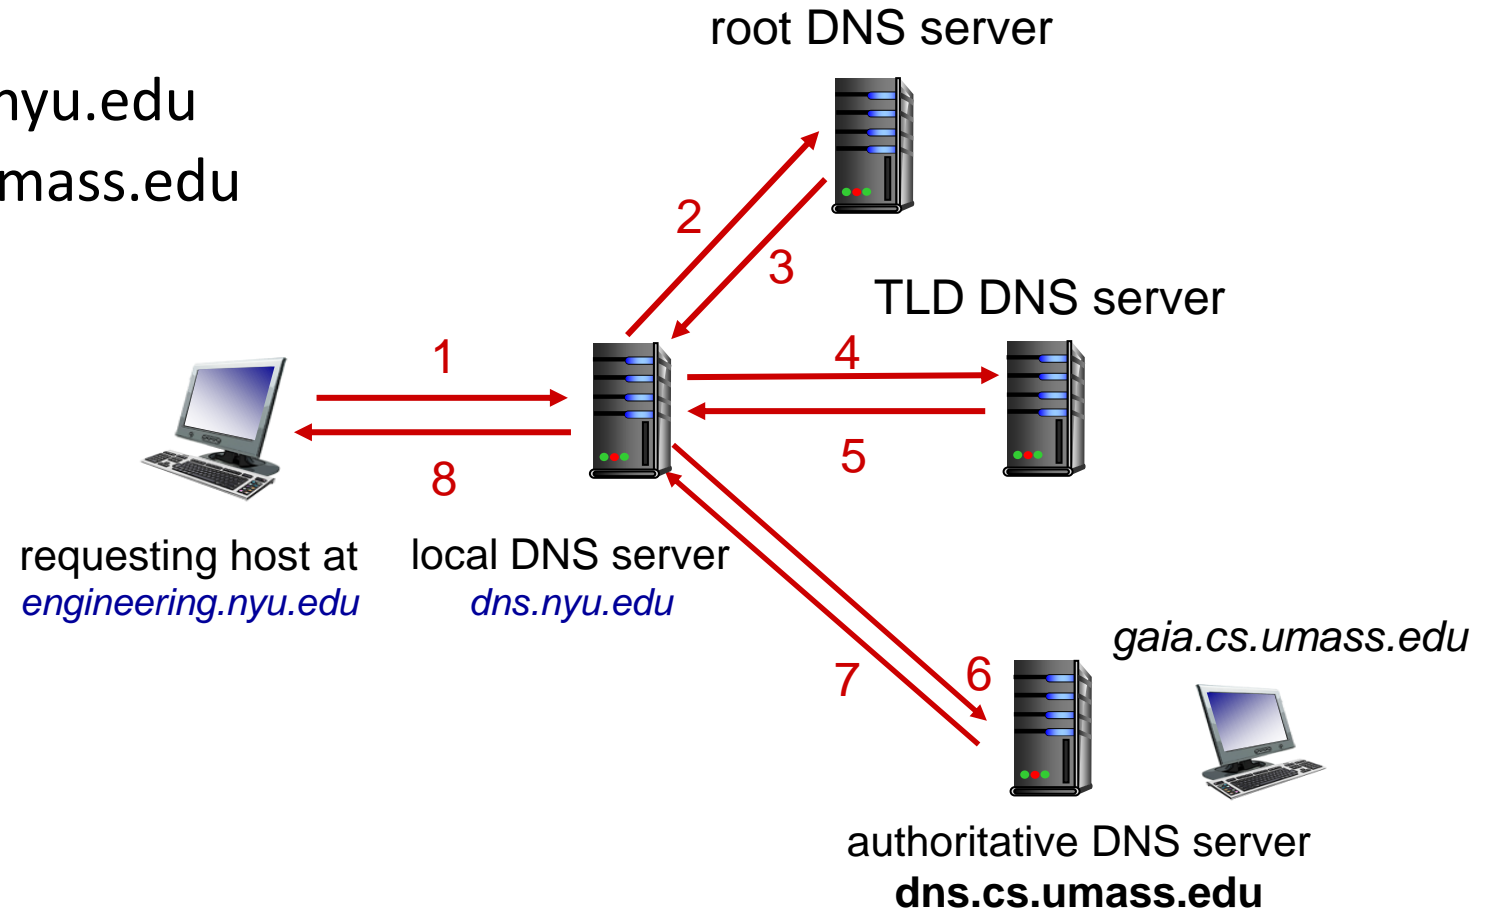 root DNS server
nyu.edu
mass.edu
2
3
TLD DNS server
1
4
8
5
requesting host at
engineering.nyu.edu
local DNS server
dns.nyu.edu
gaia.cs.umass.edu
7
6
authoritative DNS server
dns.cs.umass.edu